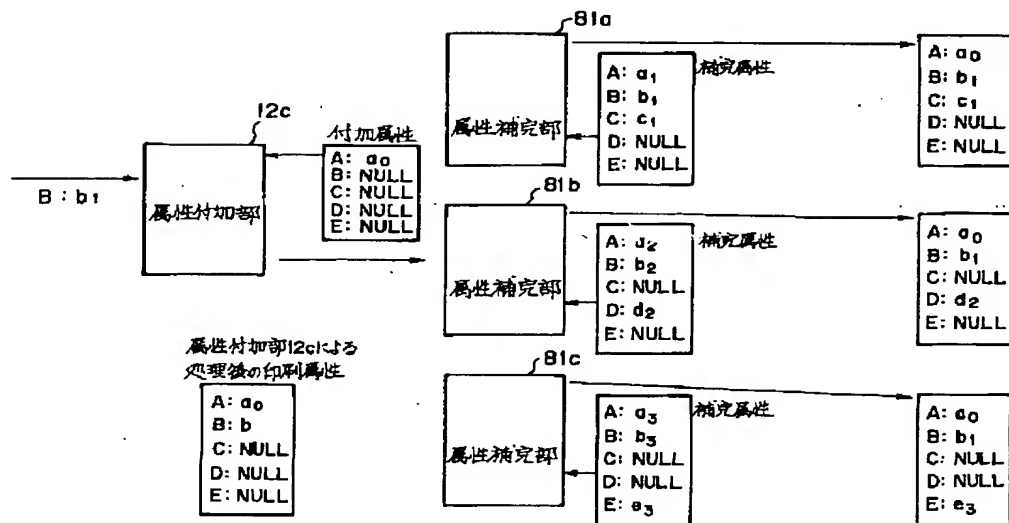 12c
B : b₁
属性付加部
付加属性
A: a₀
B: NULL
C: NULL
D: NULL
E: NULL
属性付加部12cによる
処理後の印刷属性
A: a₀
B: b
C: NULL
D: NULL
E: NULL
81a
属性補完部
補完属性
A: a₁
B: b₁
C: c₁
D: NULL
E: NULL
A: a₀
B: b₁
C: c₁
D: NULL
E: NULL
81b
属性補完部
補完属性
A: a₂
B: b₂
C: NULL
D: d₂
E: NULL
A: a₀
B: b₁
C: NULL
D: d₂
E: NULL
81c
属性補完部
補完属性
A: a₃
B: b₃
C: NULL
D: NULL
E: e₃
A: a₀
B: b₁
C: NULL
D: NULL
E: e₃